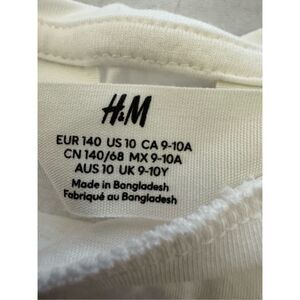 H&M
EUR 140 US 10 CA 9-10A
CN 140/68 MX 9-10A
AUS 10 UK 9-10Y
Made in Bangladesh
Fabriqué au Bangladesh